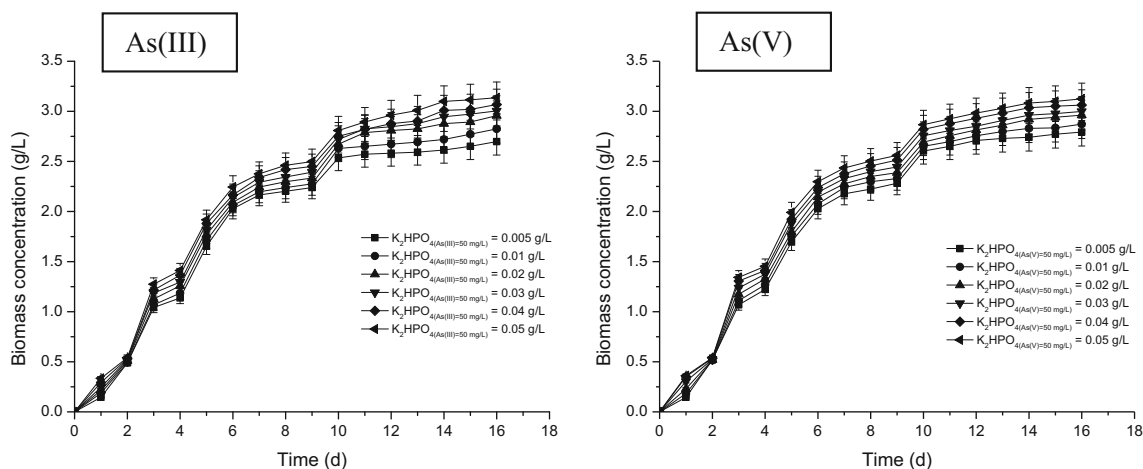 As(III)
Biomass concentration (g/L)
3.5
3.0
2.5
2.0
1.5
1.0
0.5
0.0
K₂HPO₄(As(III)=50 mg/L) = 0.005 g/L
K₂HPO₄(As(III)=50 mg/L) = 0.01 g/L
K₂HPO₄(As(III)=50 mg/L) = 0.02 g/L
K₂HPO₄(As(III)=50 mg/L) = 0.03 g/L
K₂HPO₄(As(III)=50 mg/L) = 0.04 g/L
K₂HPO₄(As(III)=50 mg/L) = 0.05 g/L
0 2 4 6 8 10 12 14 16 18
Time (d)
As(V)
Biomass concentration (g/L)
3.5
3.0
2.5
2.0
1.5
1.0
0.5
0.0
K₂HPO₄(As(V)=50 mg/L) = 0.005 g/L
K₂HPO₄(As(V)=50 mg/L) = 0.01 g/L
K₂HPO₄(As(V)=50 mg/L) = 0.02 g/L
K₂HPO₄(As(V)=50 mg/L) = 0.03 g/L
K₂HPO₄(As(V)=50 mg/L) = 0.04 g/L
K₂HPO₄(As(V)=50 mg/L) = 0.05 g/L
0 2 4 6 8 10 12 14 16 18
Time (d)